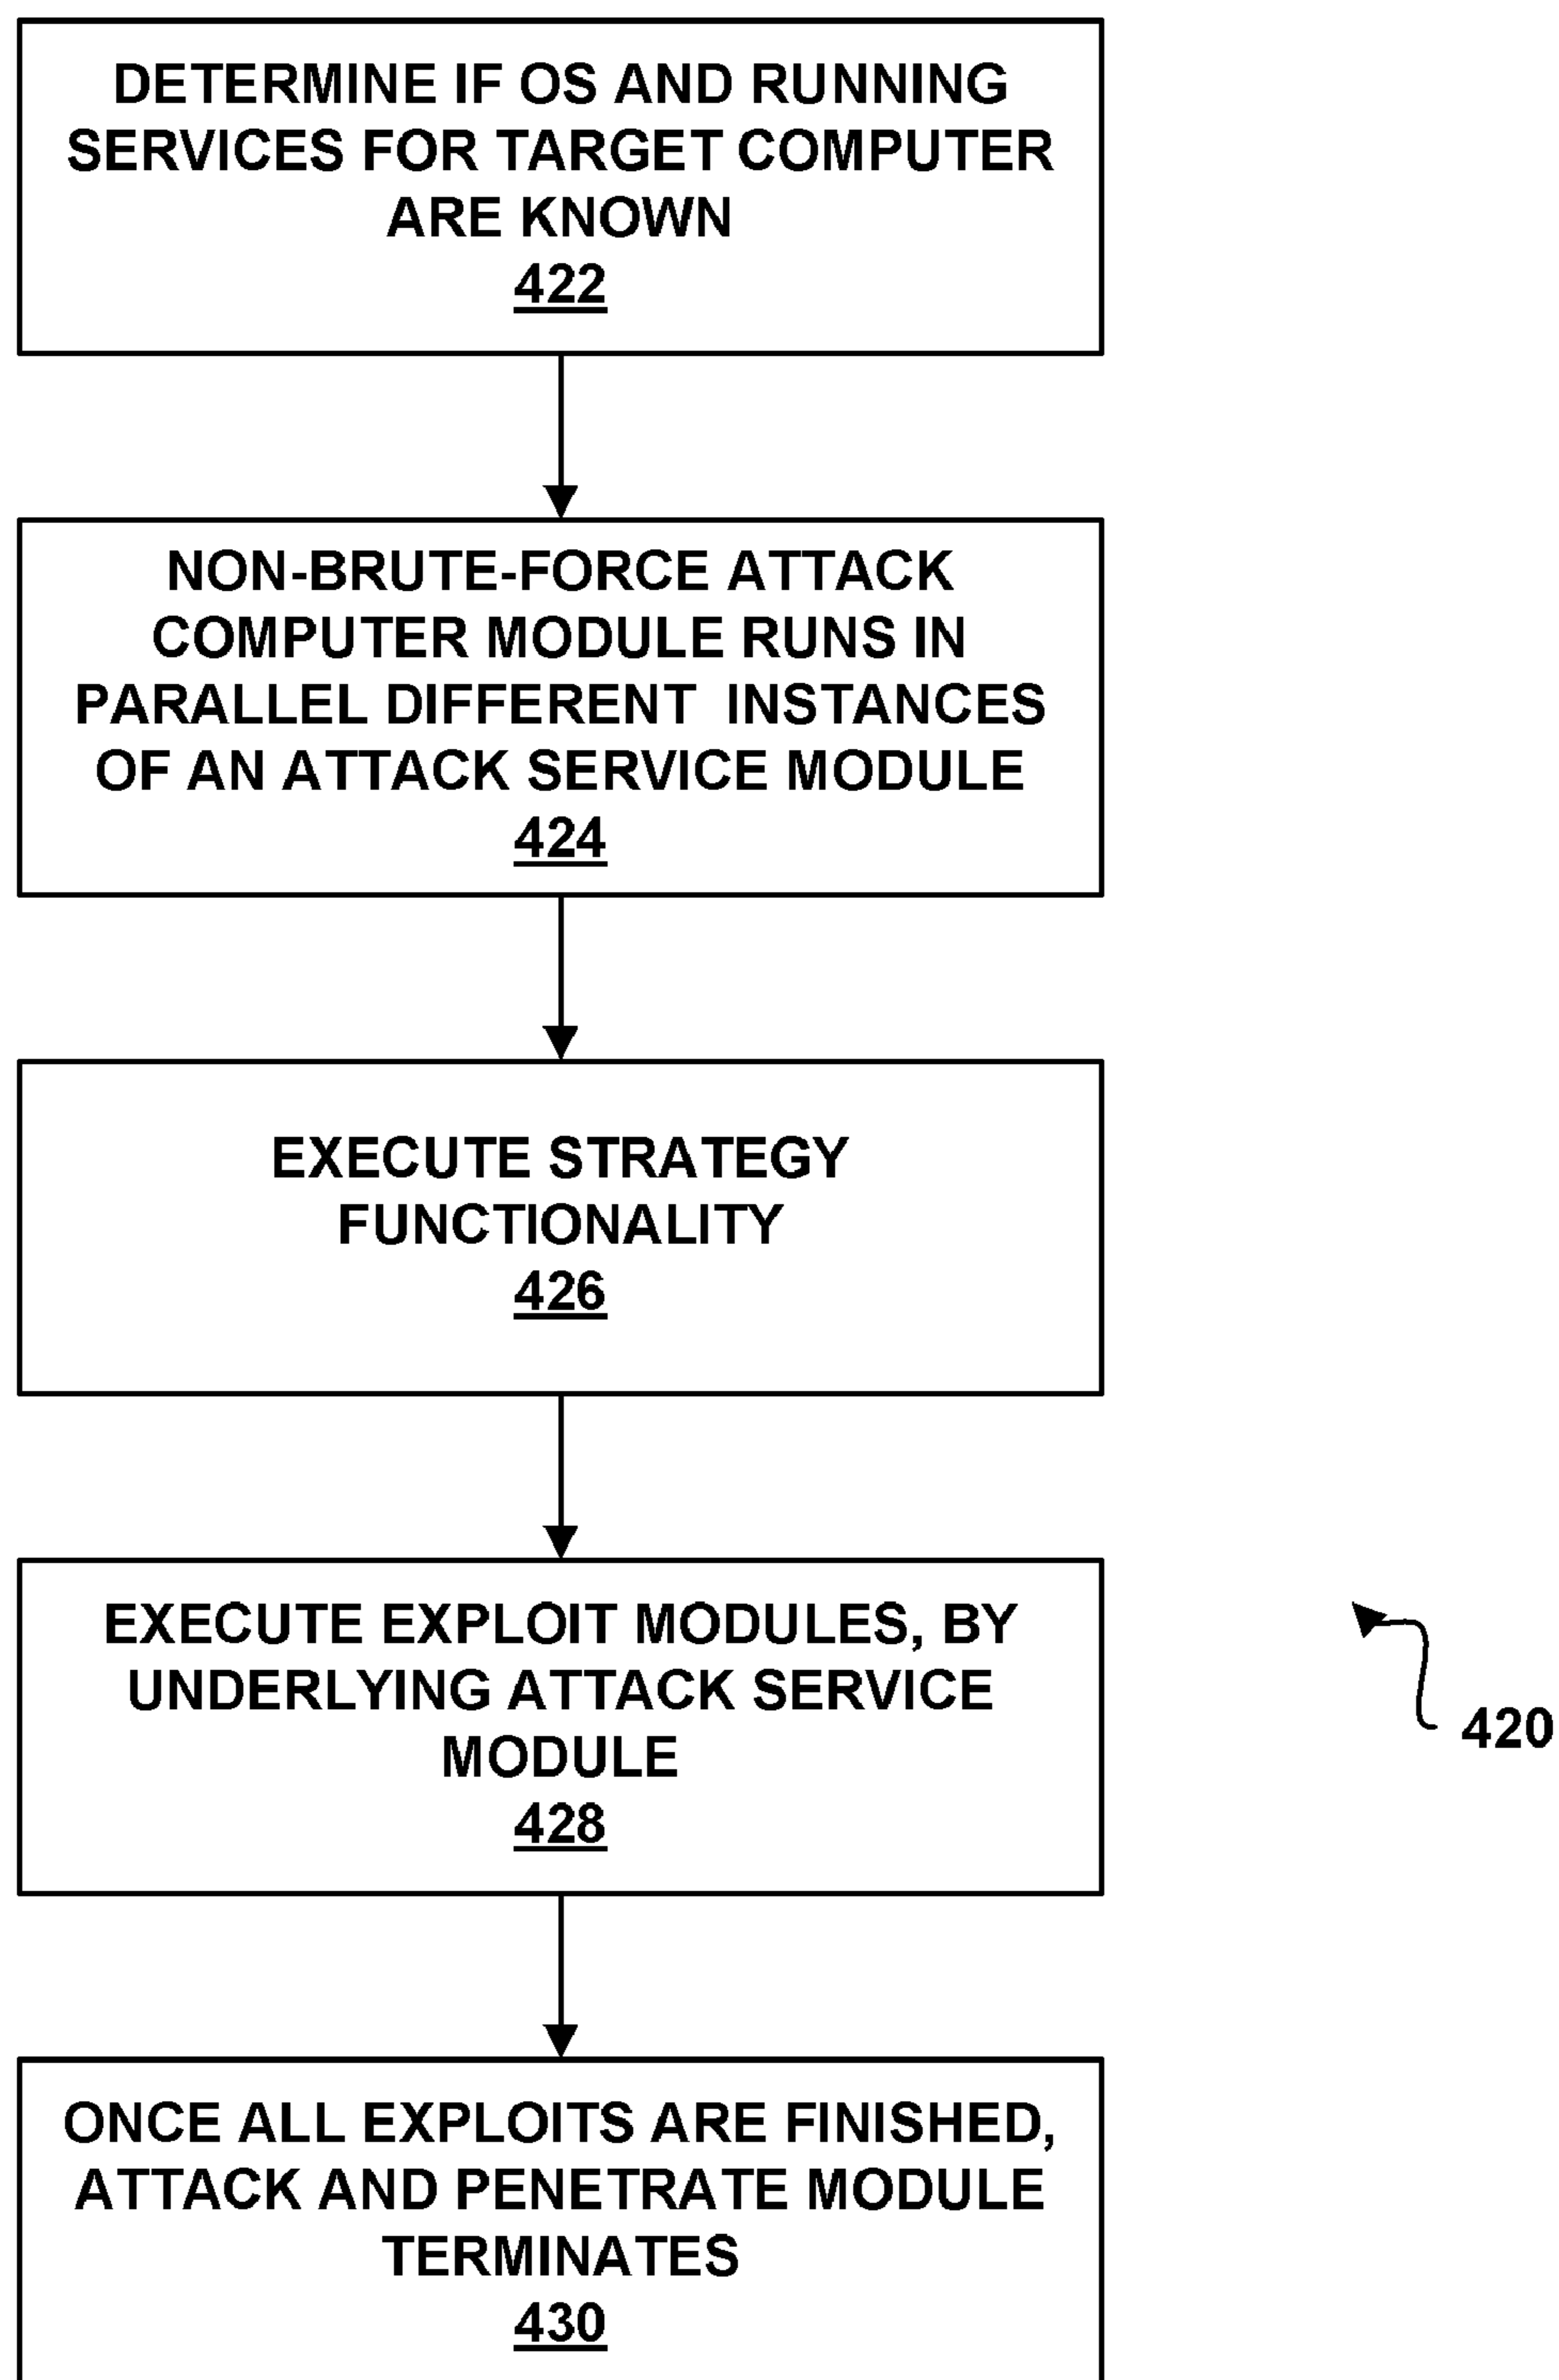 DETERMINE IF OS AND RUNNING
SERVICES FOR TARGET COMPUTER
ARE KNOWN
422
NON-BRUTE-FORCE ATTACK
COMPUTER MODULE RUNS IN
PARALLEL DIFFERENT INSTANCES
OF AN ATTACK SERVICE MODULE
424
EXECUTE STRATEGY
FUNCTIONALITY
426
EXECUTE EXPLOIT MODULES, BY
UNDERLYING ATTACK SERVICE
MODULE
428
420
ONCE ALL EXPLOITS ARE FINISHED,
ATTACK AND PENETRATE MODULE
TERMINATES
430